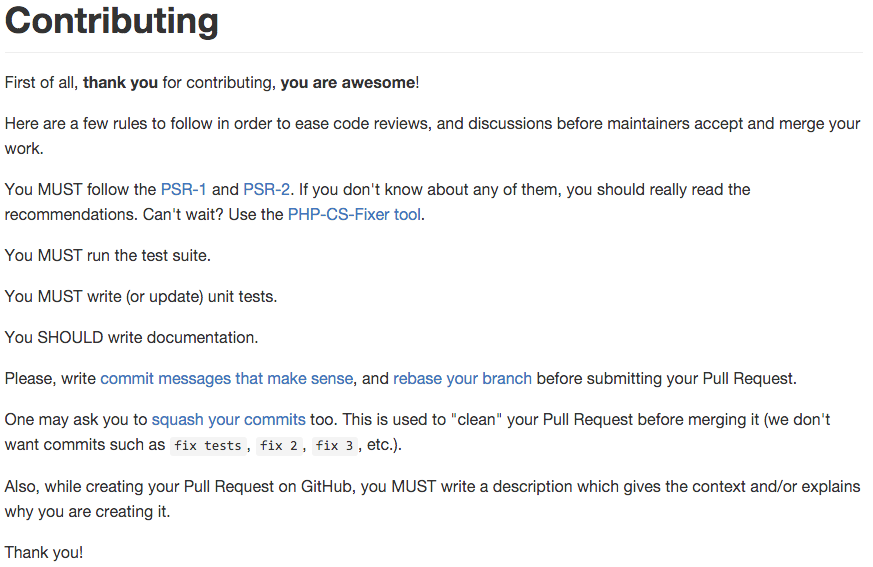 Contributing
First of all, thank you for contributing, you are awesome!
Here are a few rules to follow in order to ease code reviews, and discussions before maintainers accept and merge your
work.
You MUST follow the PSR-1 and PSR-2. If you don't know about any of them, you should really read the
recommendations. Can't wait? Use the PHP-CS-Fixer tool.
You MUST run the test suite.
You MUST write (or update) unit tests.
You SHOULD write documentation.
Please, write commit messages that make sense, and rebase your branch before submitting your Pull Request.
One may ask you to squash your commits too. This is used to "clean" your Pull Request before merging it (we don't
want commits such as fix tests, fix 2, fix 3, etc.).
Also, while creating your Pull Request on GitHub, you MUST write a description which gives the context and/or explains
why you are creating it.
Thank you!